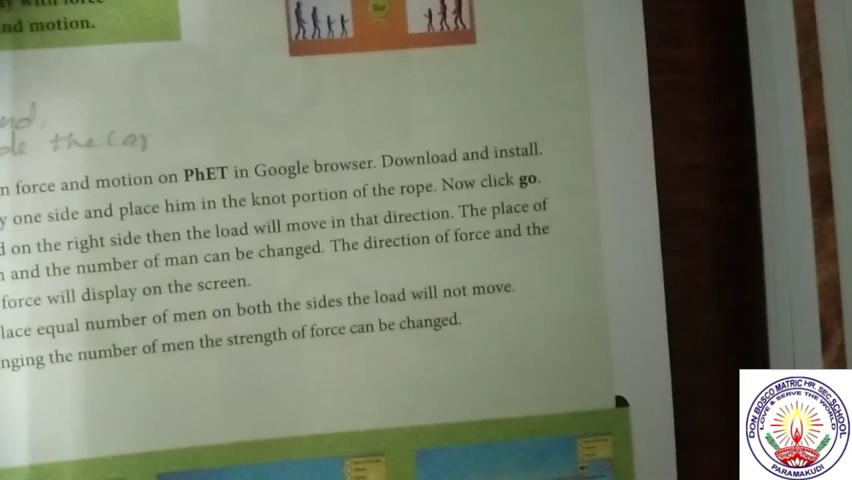 nd motion.
Go!
the car
n force and motion on PhET in Google browser. Download and install.
y one side and place him in the knot portion of the rope. Now click go.
d on the right side then the load will move in that direction. The place of
n and the number of man can be changed. The direction of force and the
force will display on the screen.
lace equal number of men on both the sides the load will not move.
nging the number of men the strength of force can be changed.
DON BOSCO MATRIC HR. SEC. SCHOOL
LOVE & SERVE THE WORLD
PARAMAKUDI